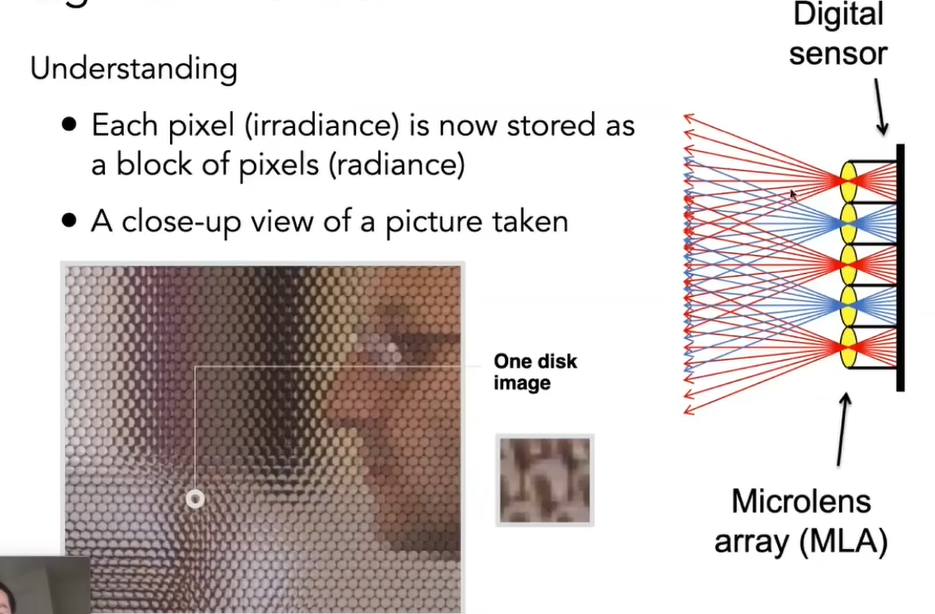 Digital
sensor
Understanding
• Each pixel (irradiance) is now stored as
a block of pixels (radiance)
• A close-up view of a picture taken
One disk
image
Microlens
array (MLA)